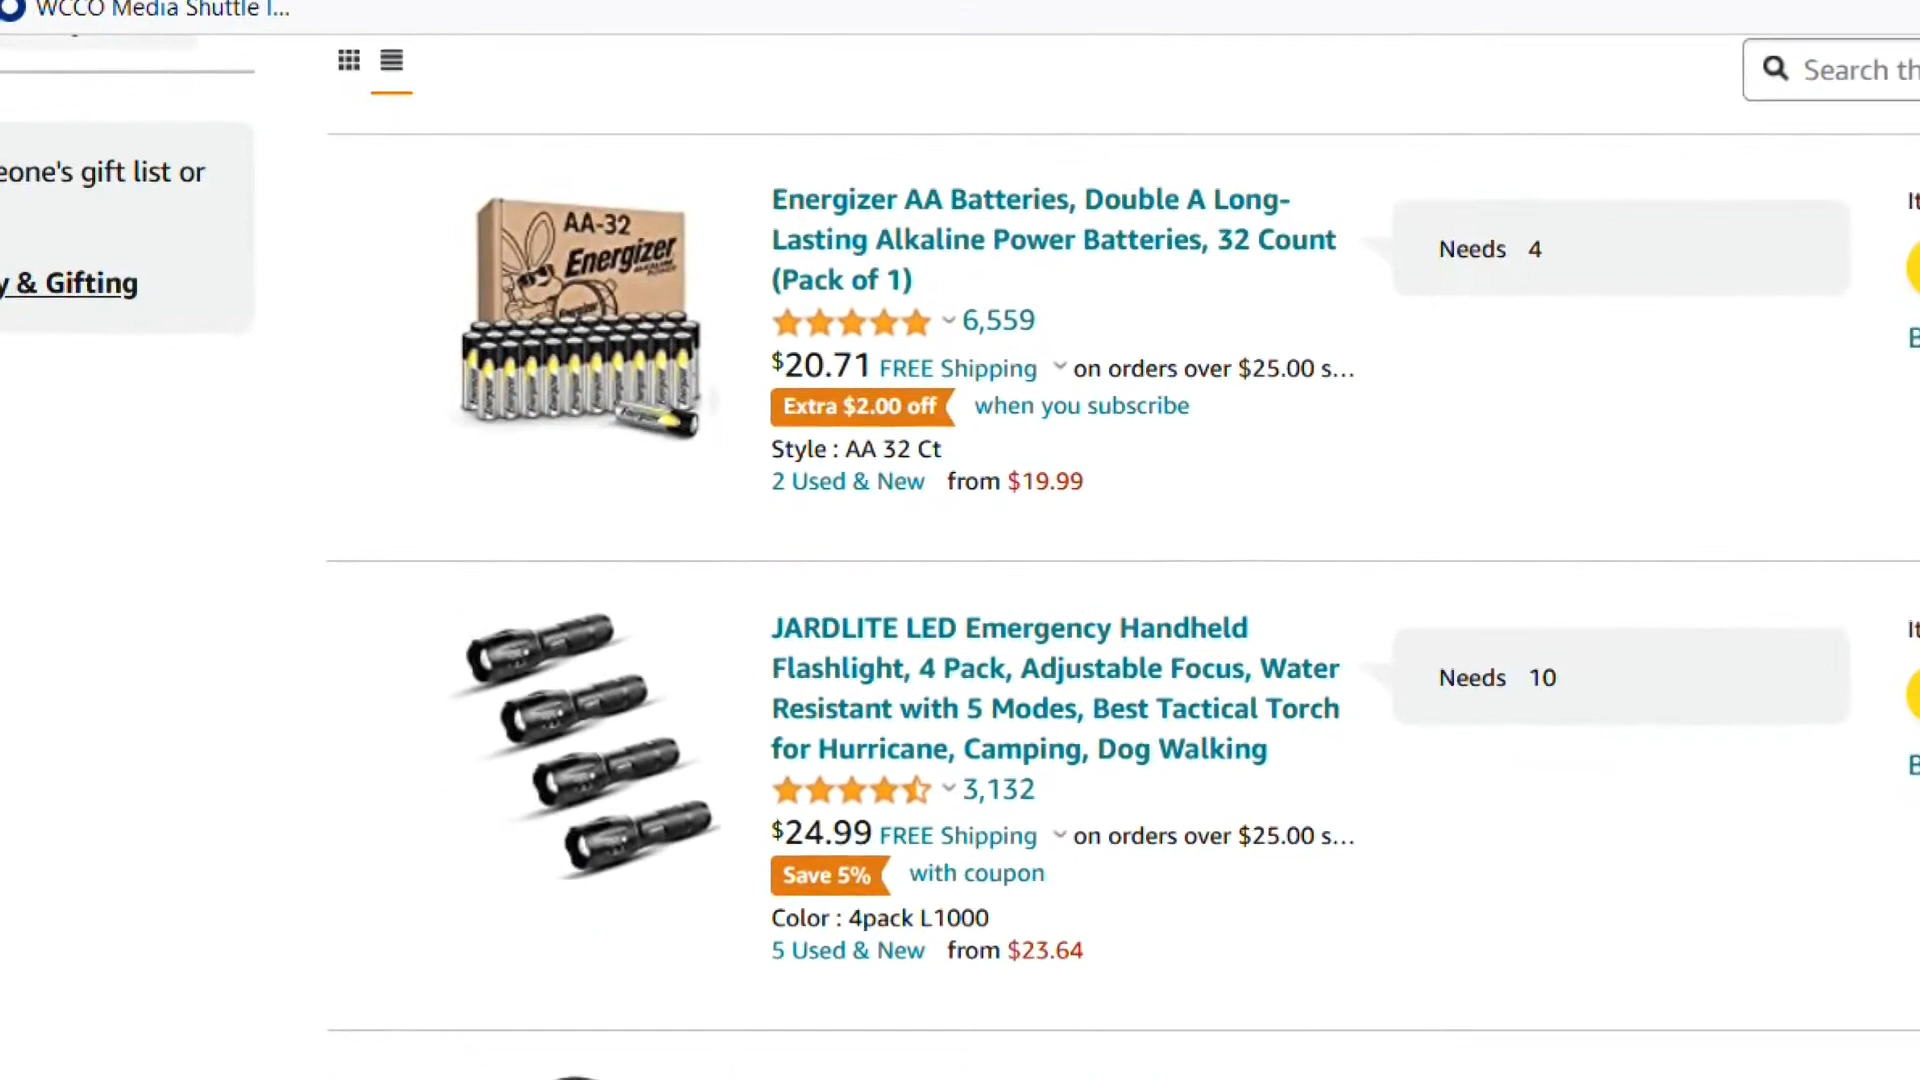 WCCO Media Shuttle I...
Search th
eone's gift list or
y & Gifting
AA-32
Energizer
Energizer AA Batteries, Double A Long-
Lasting Alkaline Power Batteries, 32 Count
(Pack of 1)
6,559
$20.71 FREE Shipping on orders over $25.00 s...
Extra $2.00 off when you subscribe
Style : AA 32 Ct
2 Used & New from $19.99
Needs 4
It
B
JARDLITE LED Emergency Handheld
Flashlight, 4 Pack, Adjustable Focus, Water
Resistant with 5 Modes, Best Tactical Torch
for Hurricane, Camping, Dog Walking
3,132
$24.99 FREE Shipping on orders over $25.00 s...
Save 5% with coupon
Color : 4pack L1000
5 Used & New from $23.64
Needs 10
It
B